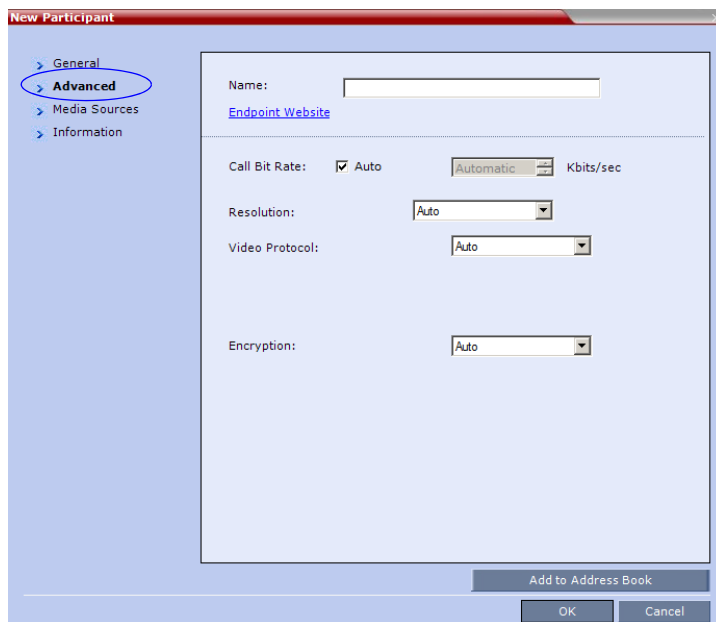 New Participant
General
Advanced
Media Sources
Information
Name:
Endpoint Website
Call Bit Rate: Auto Automatic Kbits/sec
Resolution: Auto
Video Protocol: Auto
Encryption: Auto
Add to Address Book
OK Cancel